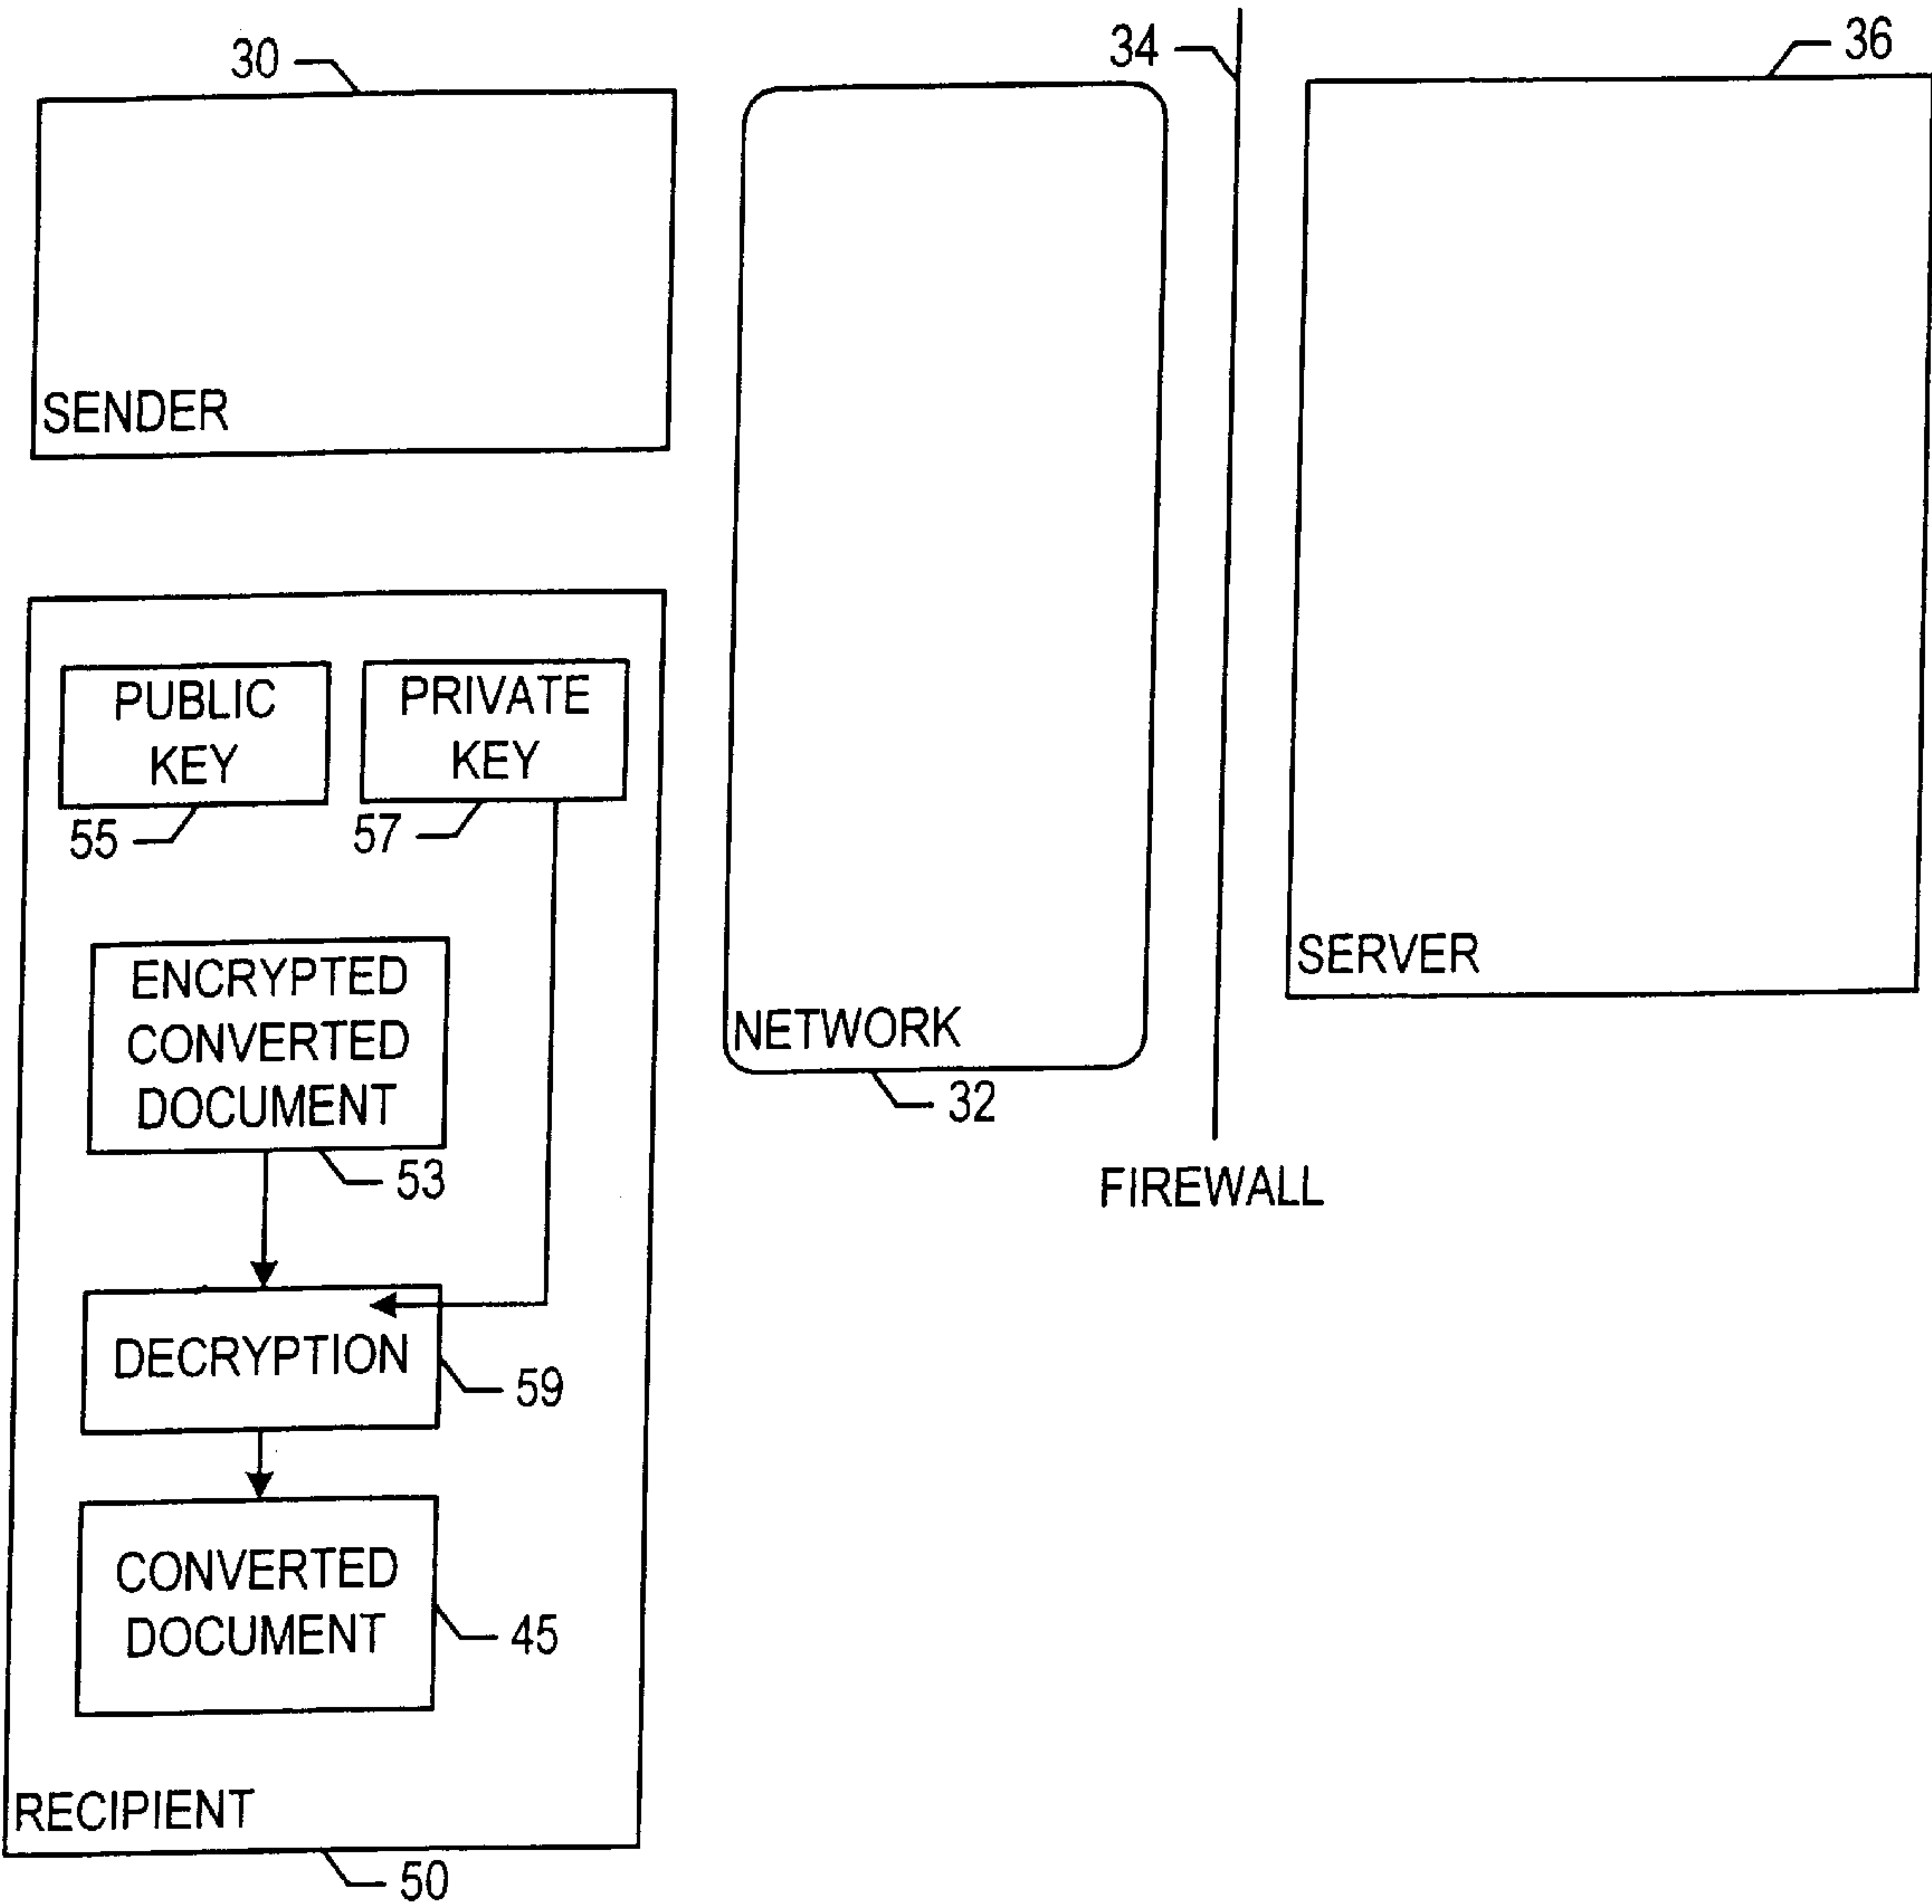 30
34
36
SENDER
PUBLIC
KEY
55
PRIVATE
KEY
57
ENCRYPTED
CONVERTED
DOCUMENT
53
DECRYPTION
59
CONVERTED
DOCUMENT
45
RECIPIENT
50
NETWORK
32
FIREWALL
SERVER